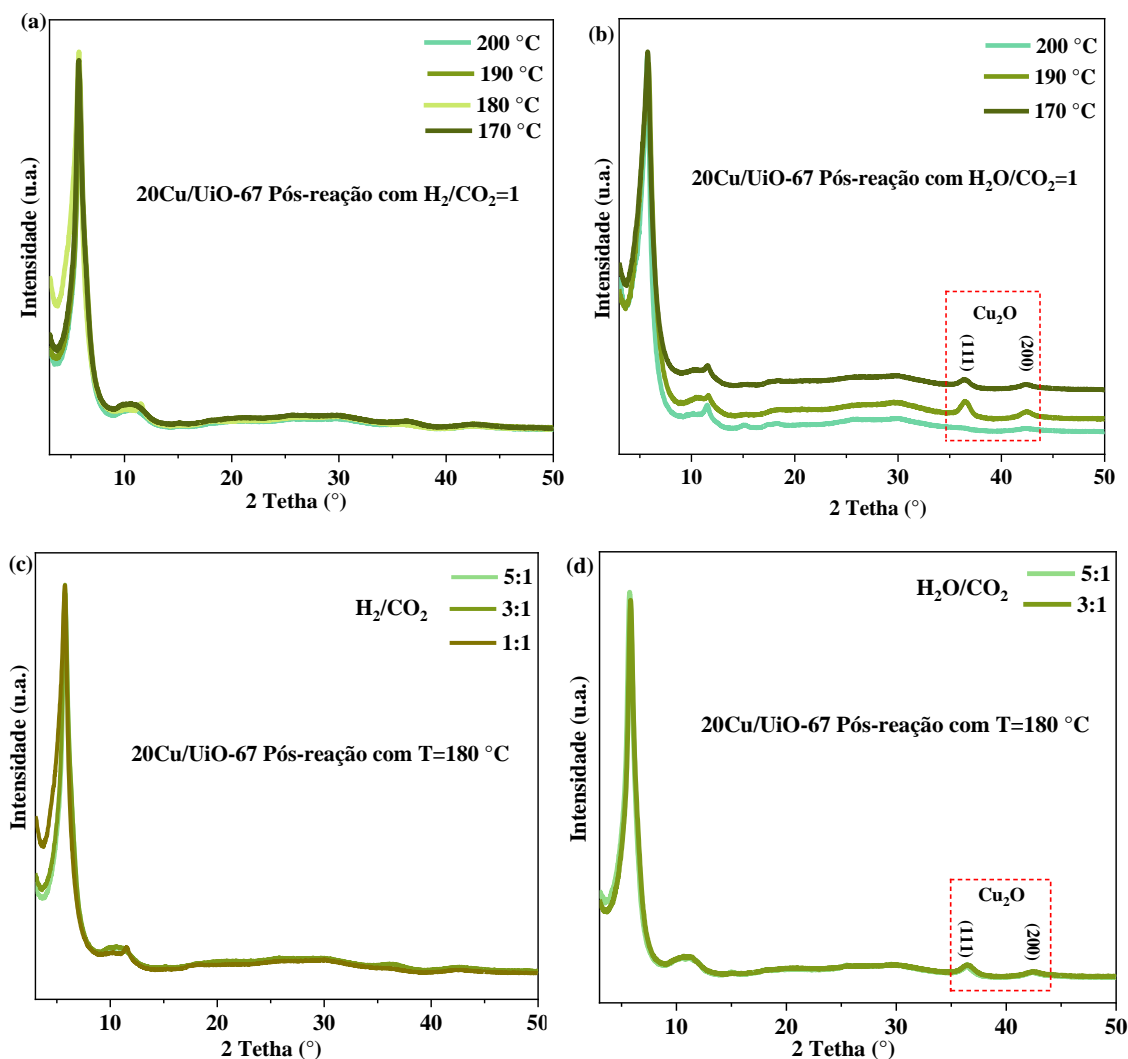 (a)
200 °C
190 °C
180 °C
170 °C
20Cu/UiO-67 Pós-reação com H₂/CO₂=1
Intensidade (u.a.)
10 20 30 40 50
2 Tetha (°)
(b)
200 °C
190 °C
170 °C
20Cu/UiO-67 Pós-reação com H₂O/CO₂=1
Cu₂O
(111)
(200)
Intensidade (u.a.)
10 20 30 40 50
2 Tetha (°)
(c)
5:1
H₂/CO₂ 3:1
1:1
20Cu/UiO-67 Pós-reação com T=180 °C
Intensidade (u.a.)
10 20 30 40 50
2 Tetha (°)
(d)
5:1
H₂O/CO₂
3:1
20Cu/UiO-67 Pós-reação com T=180 °C
Cu₂O
(111)
(200)
Intensidade (u.a.)
10 20 30 40 50
2 Tetha (°)